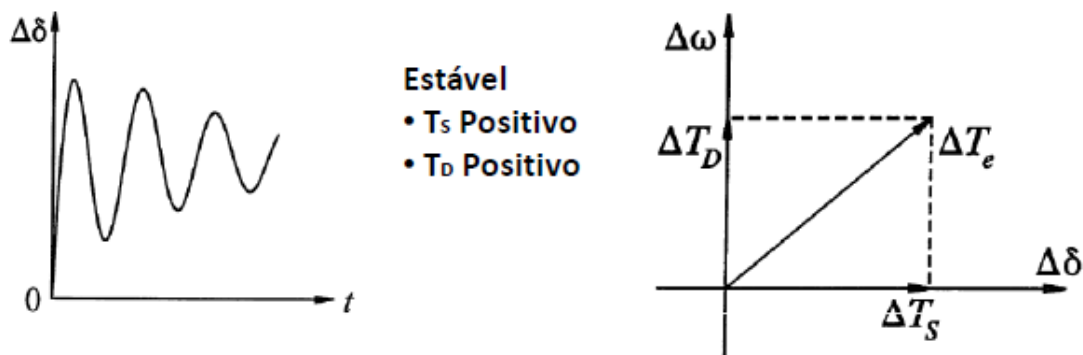 Δδ
0
t
Estável
• Ts Positivo
• TD Positivo
Δω
ΔTD
ΔTe
Δδ
ΔTS